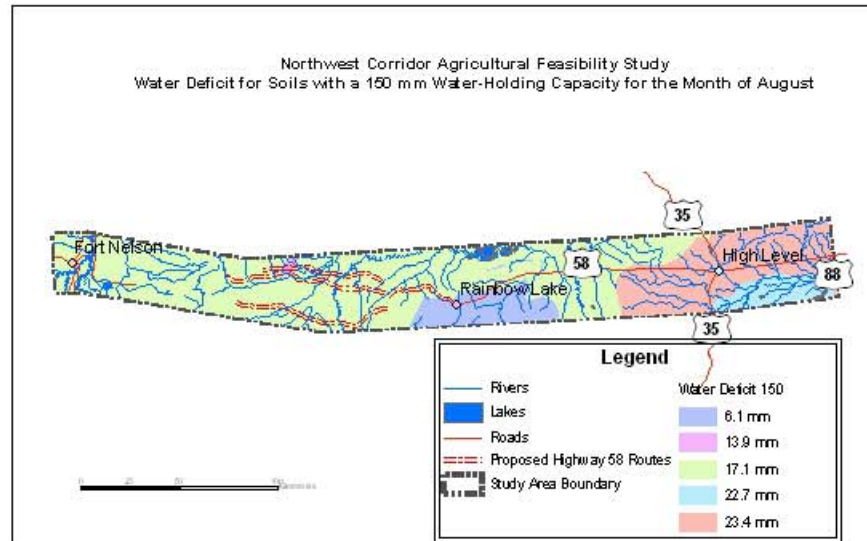 Northwest Corridor Agricultural Feasibility Study
Water Deficit for Soils with a 150 mm Water-Holding Capacity for the Month of August
35
Fort Nelson
58
High Level
88
Rainbow Lake
35
Legend
Rivers
Lakes
Roads
Proposed Highway 58 Routes
Study Area Boundary
Water Deficit 150
6.1 mm
13.9 mm
17.1 mm
22.7 mm
23.4 mm
0